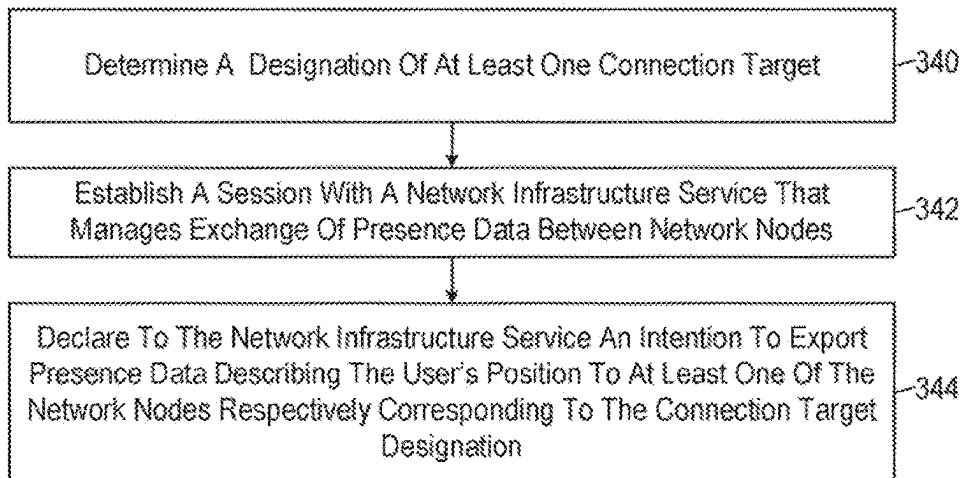 Determine A Designation Of At Least One Connection Target
340
Establish A Session With A Network Infrastructure Service That
Manages Exchange Of Presence Data Between Network Nodes
342
Declare To The Network Infrastructure Service An Intention To Export
Presence Data Describing The User's Position To At Least One Of The
Network Nodes Respectively Corresponding To The Connection Target
Designation
344